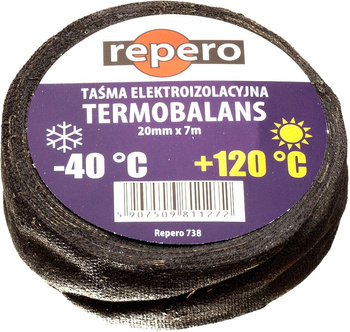 repero
TAŚMA ELEKTROIZOLACYJNA
TERMOBALANS
20mm x 7m
-40 °C +120 °C
5 907509 811272
Repero 738